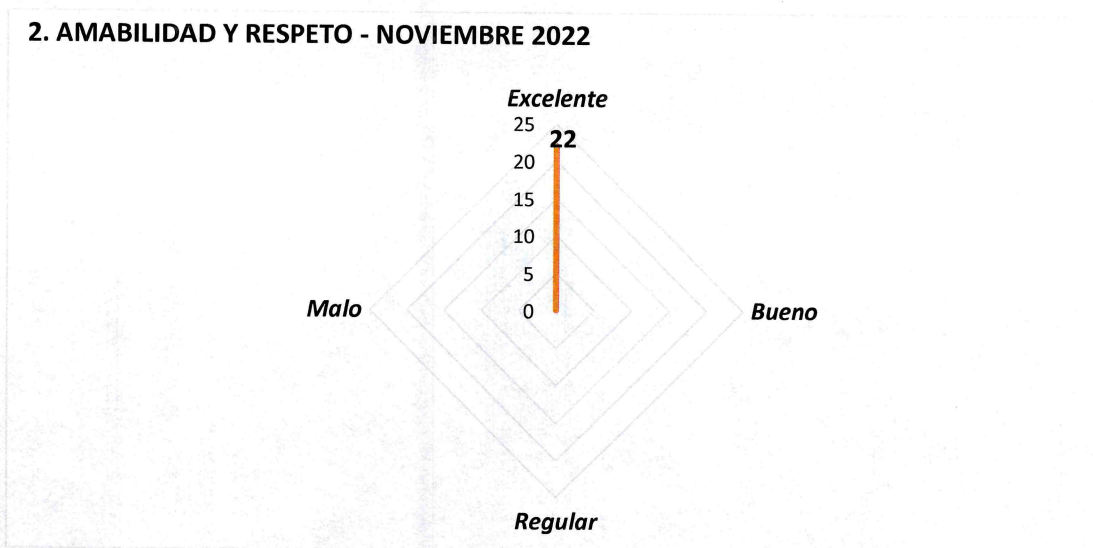 2. AMABILIDAD Y RESPETO - NOVIEMBRE 2022
Excelente
25
22
20
15
10
5
0
Malo
Bueno
Regular